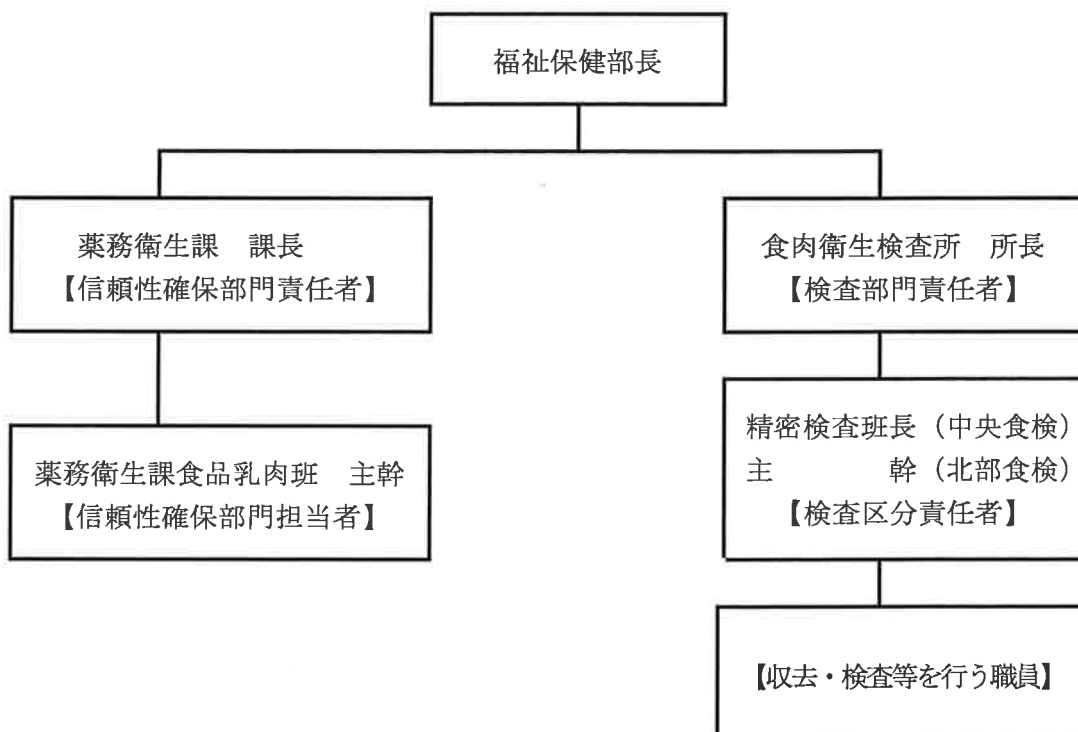 福祉保健部長
薬務衛生課　課長
【信頼性確保部門責任者】
薬務衛生課食品乳肉班　主幹
【信頼性確保部門担当者】
食肉衛生検査所　所長
【検査部門責任者】
精密検査班長（中央食検）
主　　　　幹（北部食検）
【検査区分責任者】
【収去・検査等を行う職員】